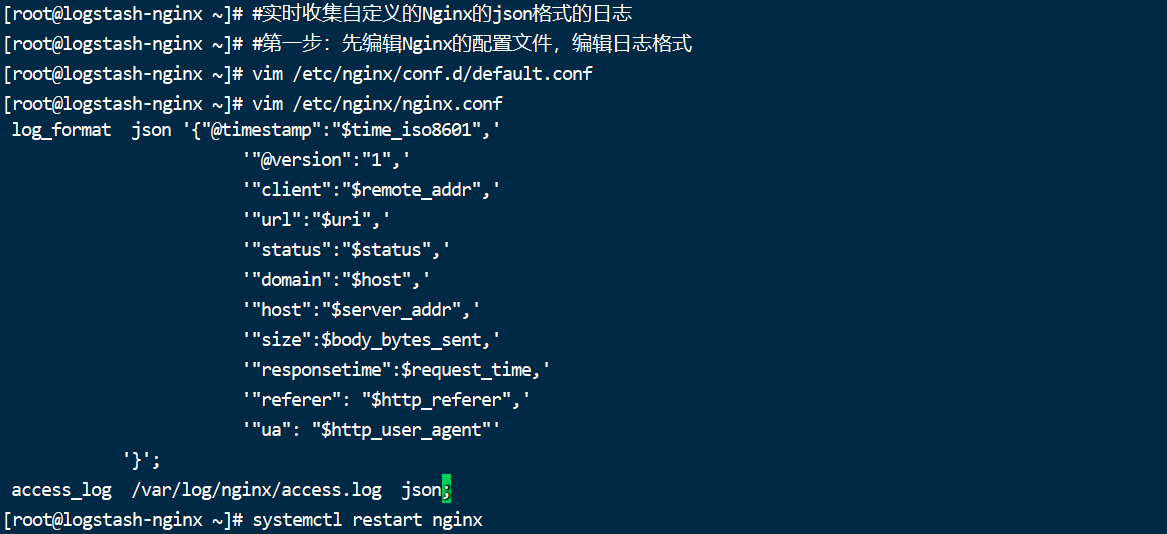 [root@logstash-nginx ~]# #实时收集自定义的Nginx的json格式的日志
[root@logstash-nginx ~]# #第一步：先编辑Nginx的配置文件，编辑日志格式
[root@logstash-nginx ~]# vim /etc/nginx/conf.d/default.conf
[root@logstash-nginx ~]# vim /etc/nginx/nginx.conf
log_format  json '{"@timestamp":"$time_iso8601",'
'"@version":"1",'
'"client":"$remote_addr",'
'"url":"$uri",'
'"status":"$status",'
'"domain":"$host",'
'"host":"$server_addr",'
'"size":$body_bytes_sent,'
'"responsetime":$request_time,'
'"referer": "$http_referer",'
'"ua": "$http_user_agent"'
'}';
access_log  /var/log/nginx/access.log  json;
[root@logstash-nginx ~]# systemctl restart nginx